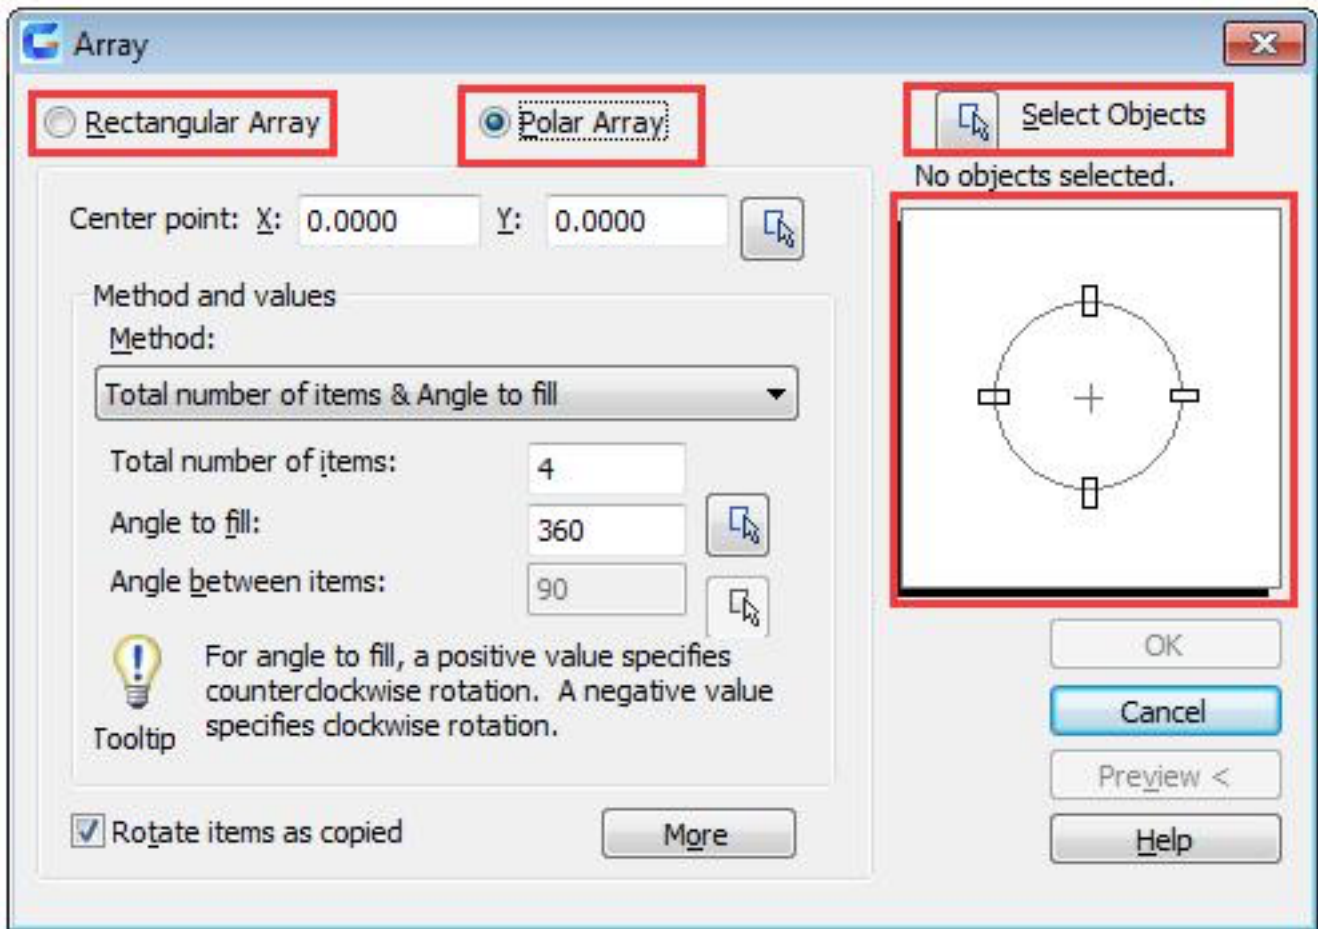 Array
Rectangular Array
Polar Array
Select Objects
No objects selected.
Center point: X: 0.0000 Y: 0.0000
Method and values
Method:
Total number of items & Angle to fill
Total number of items: 4
Angle to fill: 360
Angle between items: 90
For angle to fill, a positive value specifies
counterclockwise rotation. A negative value
specifies clockwise rotation.
Tooltip
Rotate items as copied
More
OK
Cancel
Preview <
Help